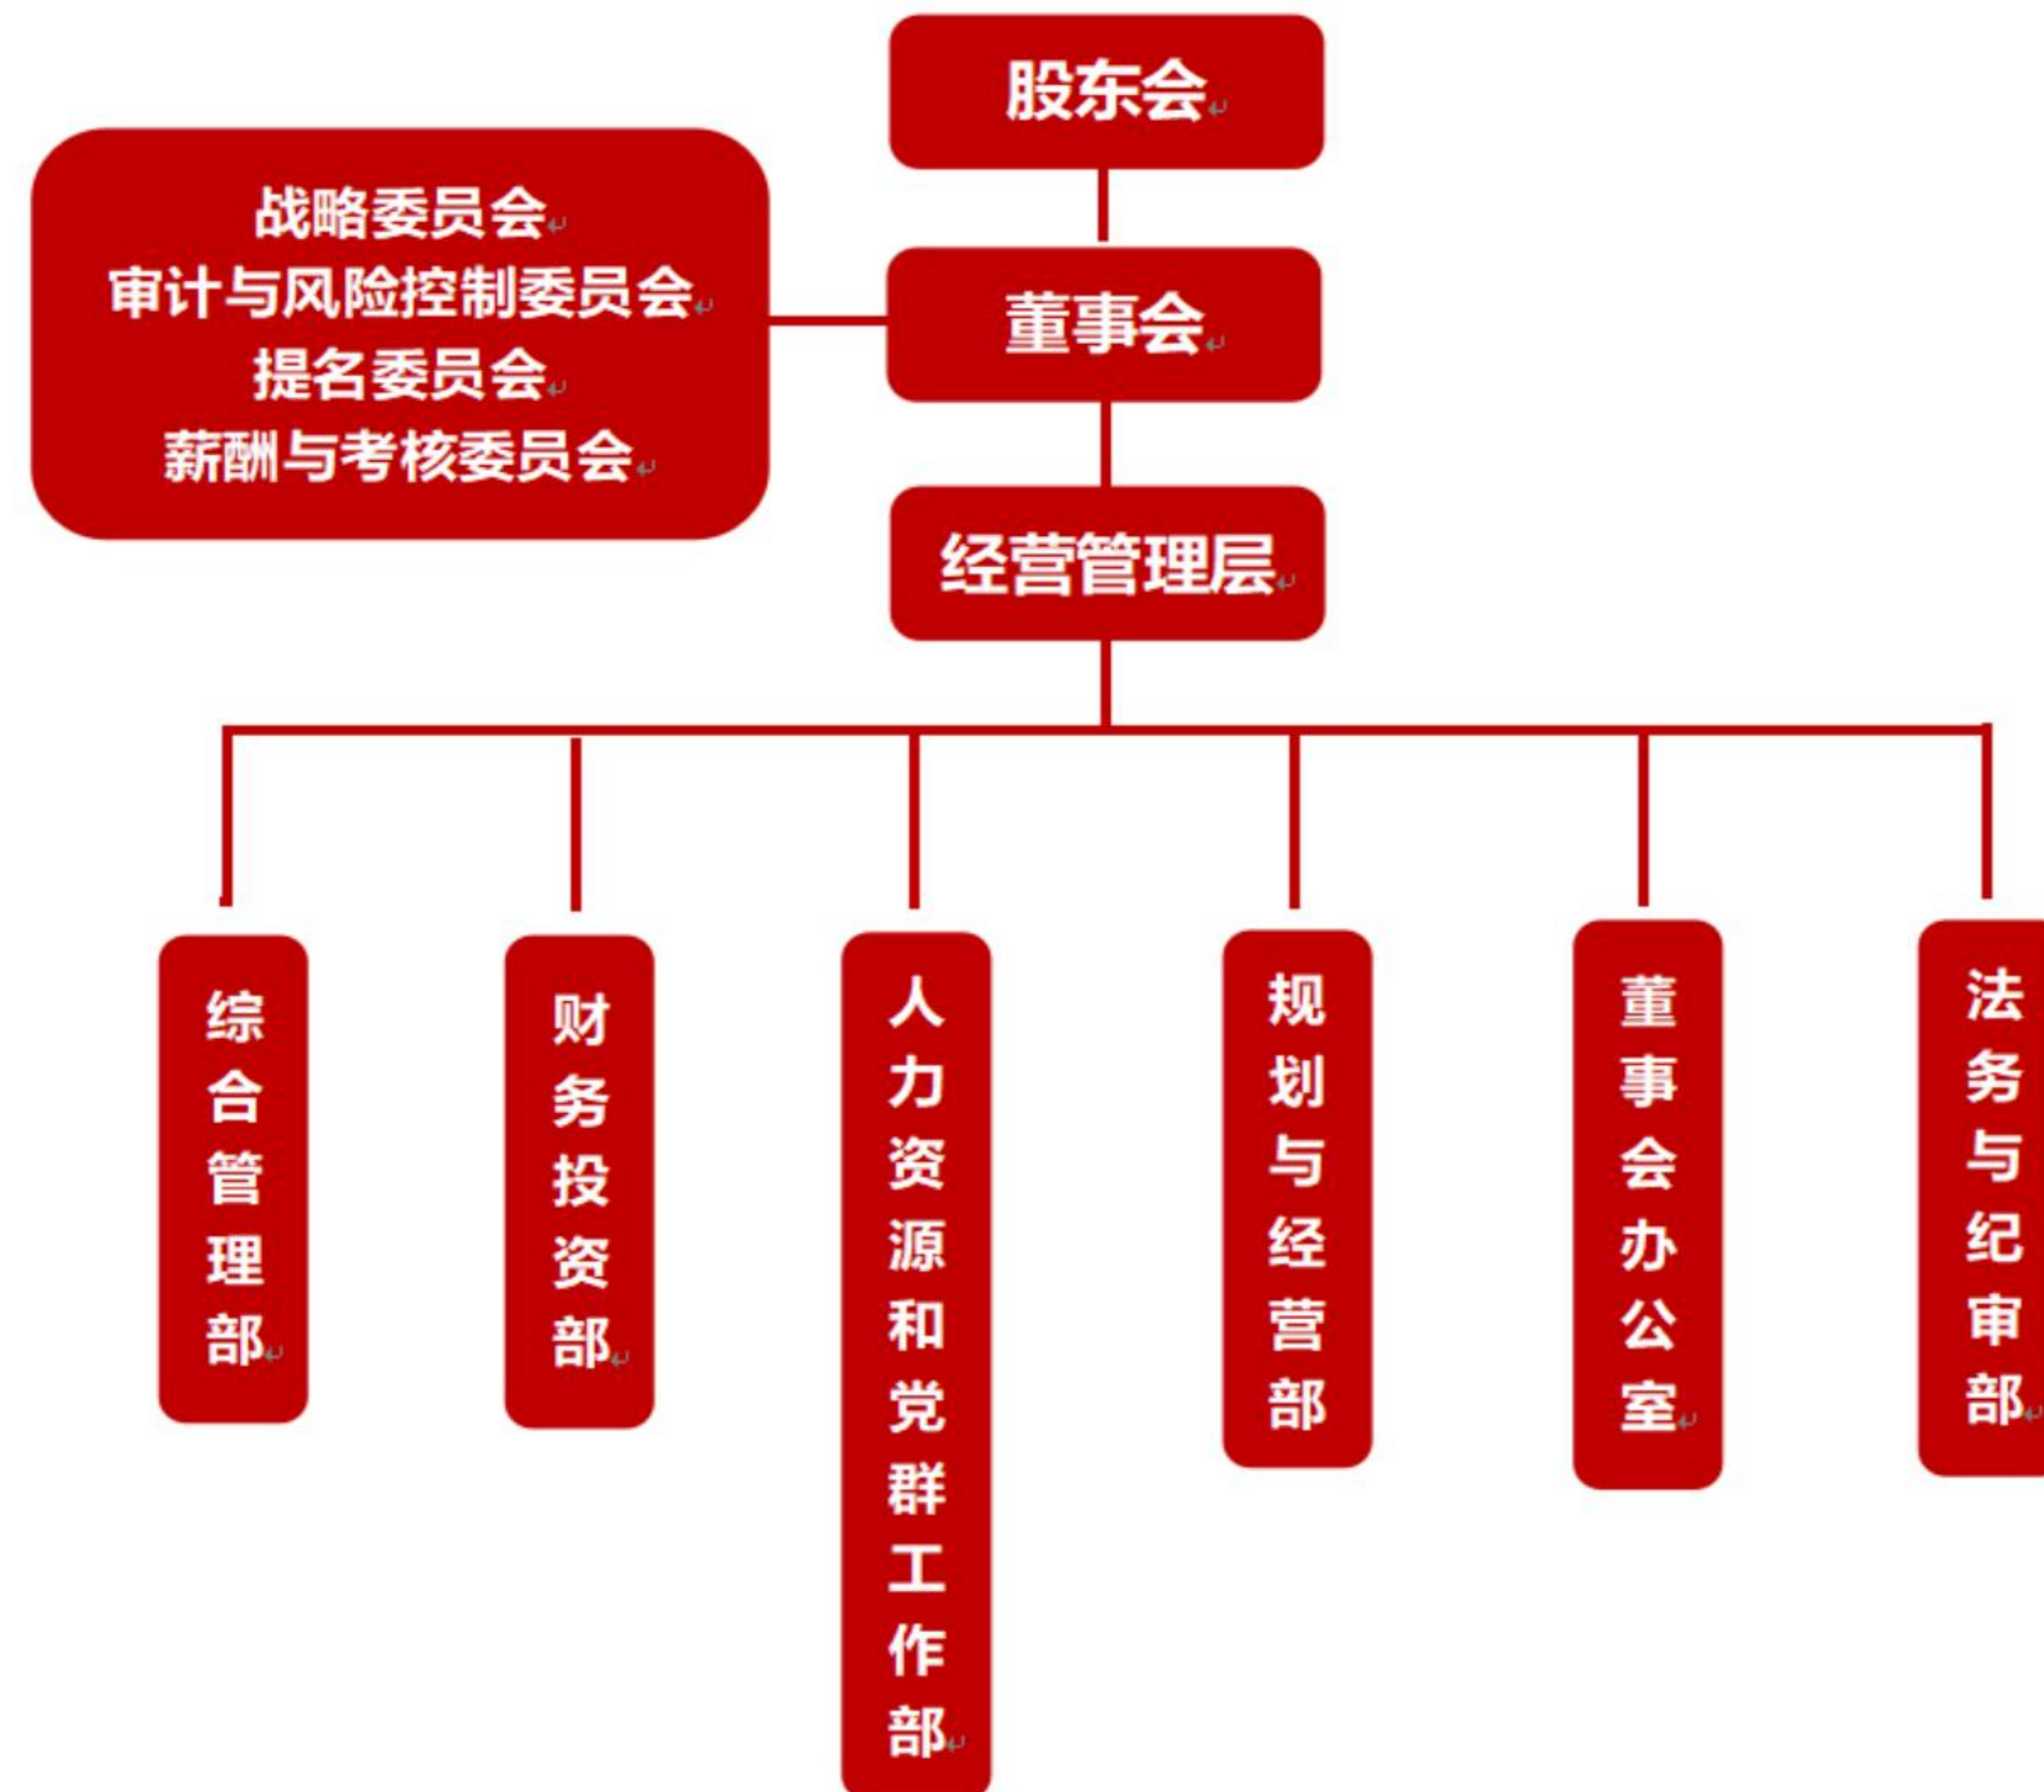 股东会
战略委员会
审计与风险控制委员会
提名委员会
薪酬与考核委员会
董事会
经营管理层
综合管理部
财务投资部
人力资源和党群工作部
规划与经营部
董事会办公室
法务与纪审部